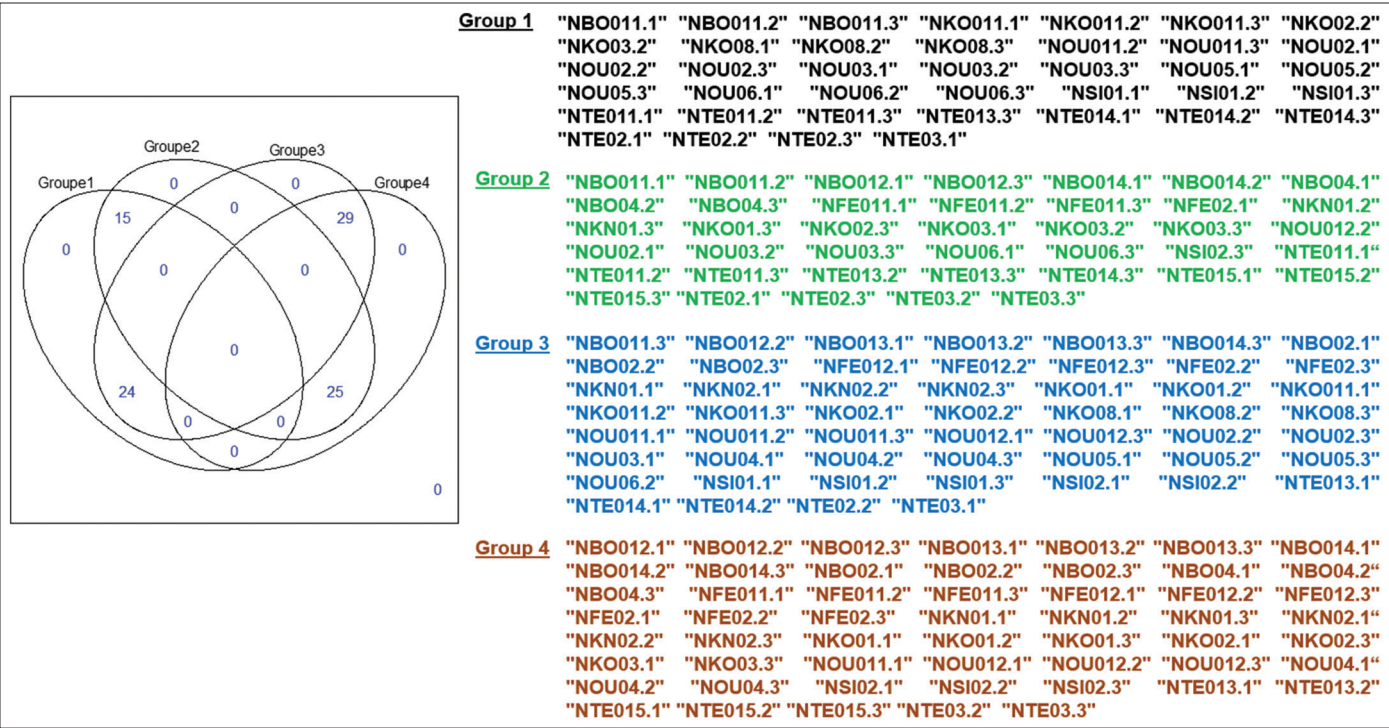 Groupe1
Groupe2
Groupe3
Groupe4
0
0
0
0
15
0
29
0
0
0
24
25
0
0
0
0
Group 1 "NBO011.1" "NBO011.2" "NBO011.3" "NKO011.1" "NKO011.2" "NKO011.3" "NKO02.2"
"NKO03.2" "NKO08.1" "NKO08.2" "NKO08.3" "NOU011.2" "NOU011.3" "NOU02.1"
"NOU02.2" "NOU02.3" "NOU03.1" "NOU03.2" "NOU03.3" "NOU05.1" "NOU05.2"
"NOU05.3" "NOU06.1" "NOU06.2" "NOU06.3" "NSI01.1" "NSI01.2" "NSI01.3"
"NTE011.1" "NTE011.2" "NTE011.3" "NTE013.3" "NTE014.1" "NTE014.2" "NTE014.3"
"NTE02.1" "NTE02.2" "NTE02.3" "NTE03.1"
Group 2 "NBO011.1" "NBO011.2" "NBO012.1" "NBO012.3" "NBO014.1" "NBO014.2" "NBO04.1"
"NBO04.2" "NBO04.3" "NFE011.1" "NFE011.2" "NFE011.3" "NFE02.1" "NKN01.2"
"NKN01.3" "NKO01.3" "NKO02.3" "NKO03.1" "NKO03.2" "NKO03.3" "NOU012.2"
"NOU02.1" "NOU03.2" "NOU03.3" "NOU06.1" "NOU06.3" "NSI02.3" "NTE011.1“
"NTE011.2" "NTE011.3" "NTE013.2" "NTE013.3" "NTE014.3" "NTE015.1" "NTE015.2"
"NTE015.3" "NTE02.1" "NTE02.3" "NTE03.2" "NTE03.3"
Group 3 "NBO011.3" "NBO012.2" "NBO013.1" "NBO013.2" "NBO013.3" "NBO014.3" "NBO02.1"
"NBO02.2" "NBO02.3" "NFE012.1" "NFE012.2" "NFE012.3" "NFE02.2" "NFE02.3"
"NKN01.1" "NKN02.1" "NKN02.2" "NKN02.3" "NKO01.1" "NKO01.2" "NKO011.1"
"NKO011.2" "NKO011.3" "NKO02.1" "NKO02.2" "NKO08.1" "NKO08.2" "NKO08.3"
"NOU011.1" "NOU011.2" "NOU011.3" "NOU012.1" "NOU012.3" "NOU02.2" "NOU02.3"
"NOU03.1" "NOU04.1" "NOU04.2" "NOU04.3" "NOU05.1" "NOU05.2" "NOU05.3"
"NOU06.2" "NSI01.1" "NSI01.2" "NSI01.3" "NSI02.1" "NSI02.2" "NTE013.1"
"NTE014.1" "NTE014.2" "NTE02.2" "NTE03.1"
Group 4 "NBO012.1" "NBO012.2" "NBO012.3" "NBO013.1" "NBO013.2" "NBO013.3" "NBO014.1"
"NBO014.2" "NBO014.3" "NBO02.1" "NBO02.2" "NBO02.3" "NBO04.1" "NBO04.2“
"NBO04.3" "NFE011.1" "NFE011.2" "NFE011.3" "NFE012.1" "NFE012.2" "NFE012.3"
"NFE02.1" "NFE02.2" "NFE02.3" "NKN01.1" "NKN01.2" "NKN01.3" "NKN02.1“
"NKN02.2" "NKN02.3" "NKO01.1" "NKO01.2" "NKO01.3" "NKO02.1" "NKO02.3"
"NKO03.1" "NKO03.3" "NOU011.1" "NOU012.1" "NOU012.2" "NOU012.3" "NOU04.1“
"NOU04.2" "NOU04.3" "NSI02.1" "NSI02.2" "NSI02.3" "NTE013.1" "NTE013.2"
"NTE015.1" "NTE015.2" "NTE015.3" "NTE03.2" "NTE03.3"